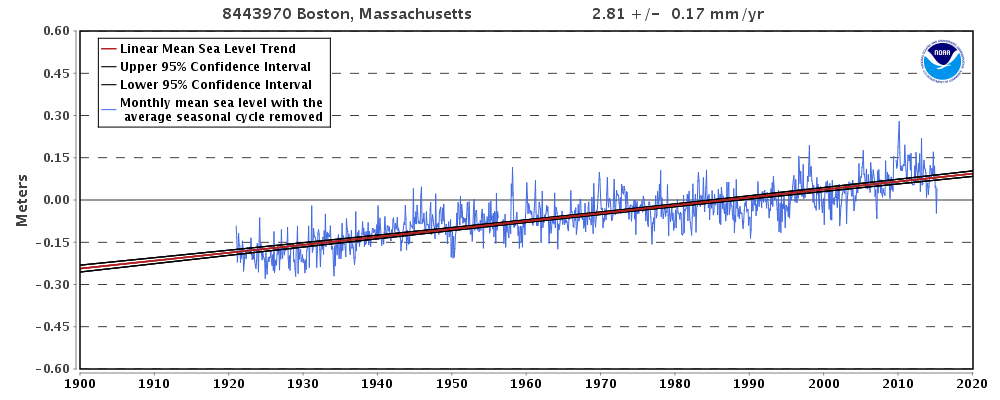 8443970 Boston, Massachusetts 2.81 +/- 0.17 mm/yr
0.60
0.45
0.30
0.15
0.00
-0.15
-0.30
-0.45
-0.60
Meters
Linear Mean Sea Level Trend
Upper 95% Confidence Interval
Lower 95% Confidence Interval
Monthly mean sea level with the
average seasonal cycle removed
NOAA
1900 1910 1920 1930 1940 1950 1960 1970 1980 1990 2000 2010 2020